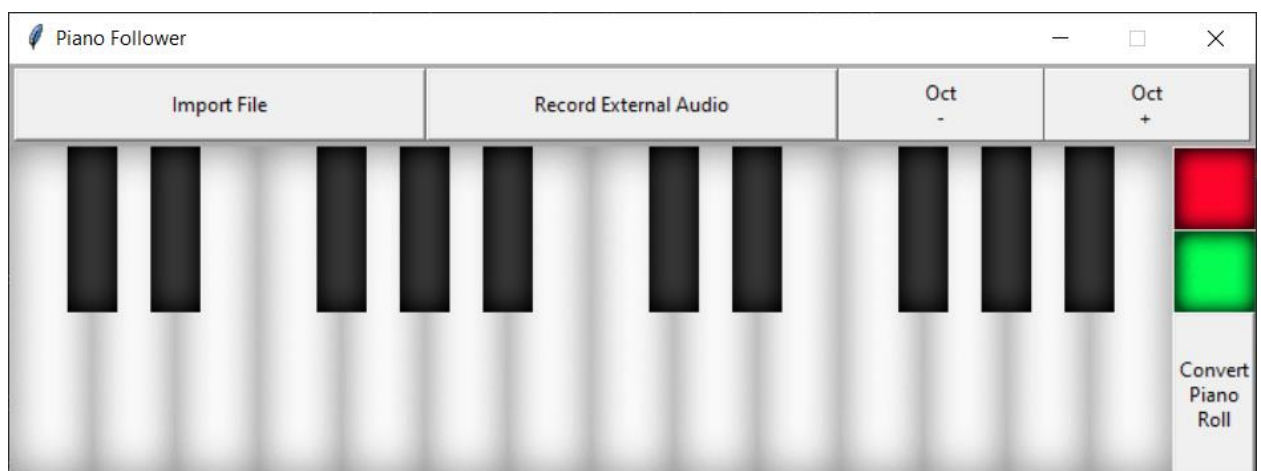 Piano Follower
Import File
Record External Audio
Oct
-
Oct
+
Convert
Piano
Roll